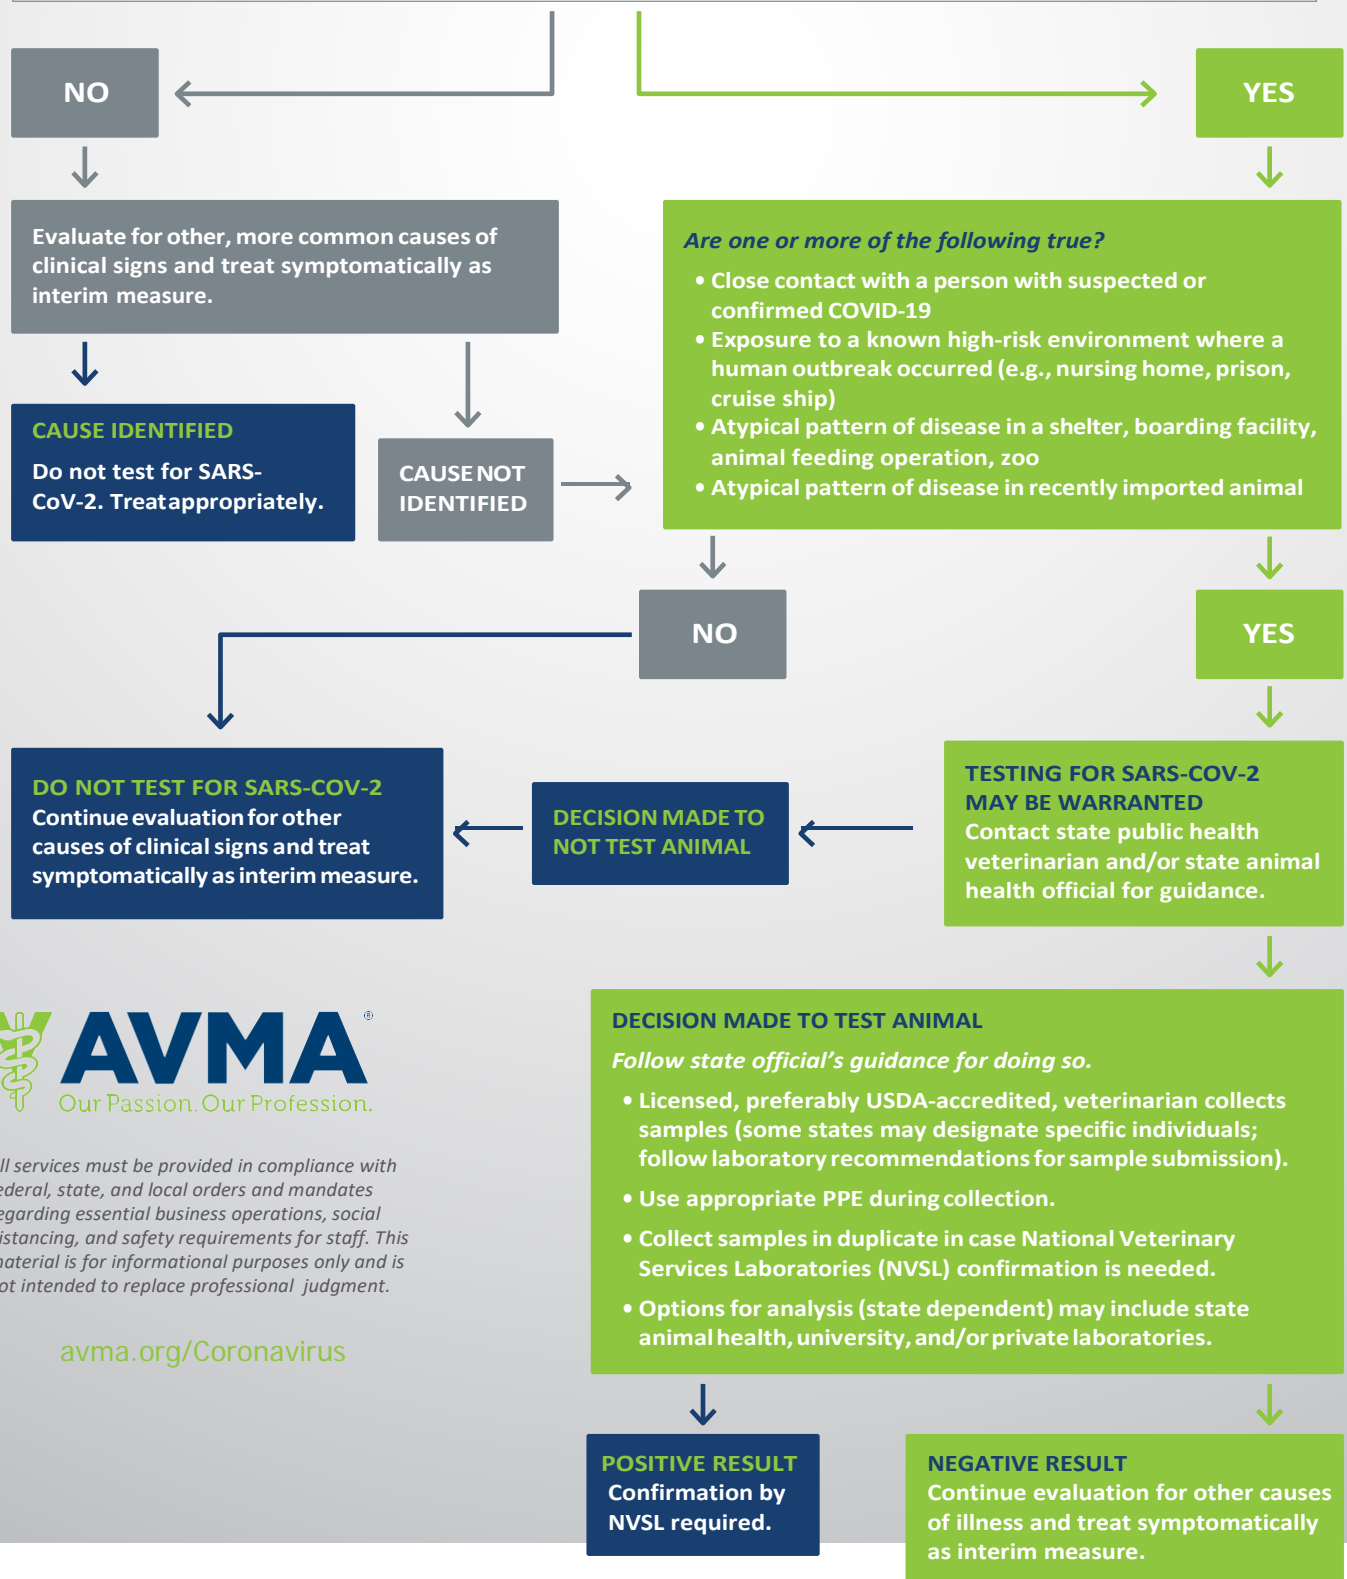 NO
YES
Evaluate for other, more common causes of
clinical signs and treat symptomatically as
interim measure.
Are one or more of the following true?
• Close contact with a person with suspected or
confirmed COVID-19
• Exposure to a known high-risk environment where a
human outbreak occurred (e.g., nursing home, prison,
cruise ship)
• Atypical pattern of disease in a shelter, boarding facility,
animal feeding operation, zoo
• Atypical pattern of disease in recently imported animal
CAUSE IDENTIFIED
Do not test for SARS-
CoV-2. Treat appropriately.
CAUSE NOT
IDENTIFIED
NO
YES
DO NOT TEST FOR SARS-COV-2
Continue evaluation for other
causes of clinical signs and treat
symptomatically as interim measure.
DECISION MADE TO
NOT TEST ANIMAL
TESTING FOR SARS-COV-2
MAY BE WARRANTED
Contact state public health
veterinarian and/or state animal
health official for guidance.
DECISION MADE TO TEST ANIMAL
Follow state official’s guidance for doing so.
• Licensed, preferably USDA-accredited, veterinarian collects
samples (some states may designate specific individuals;
follow laboratory recommendations for sample submission).
• Use appropriate PPE during collection.
• Collect samples in duplicate in case National Veterinary
Services Laboratories (NVSL) confirmation is needed.
• Options for analysis (state dependent) may include state
animal health, university, and/or private laboratories.
AVMA®
Our Passion. Our Profession.
ll services must be provided in compliance with
ederal, state, and local orders and mandates
egarding essential business operations, social
istancing, and safety requirements for staff. This
naterial is for informational purposes only and is
ot intended to replace professional judgment.
avma.org/Coronavirus
POSITIVE RESULT
Confirmation by
NVSL required.
NEGATIVE RESULT
Continue evaluation for other causes
of illness and treat symptomatically
as interim measure.